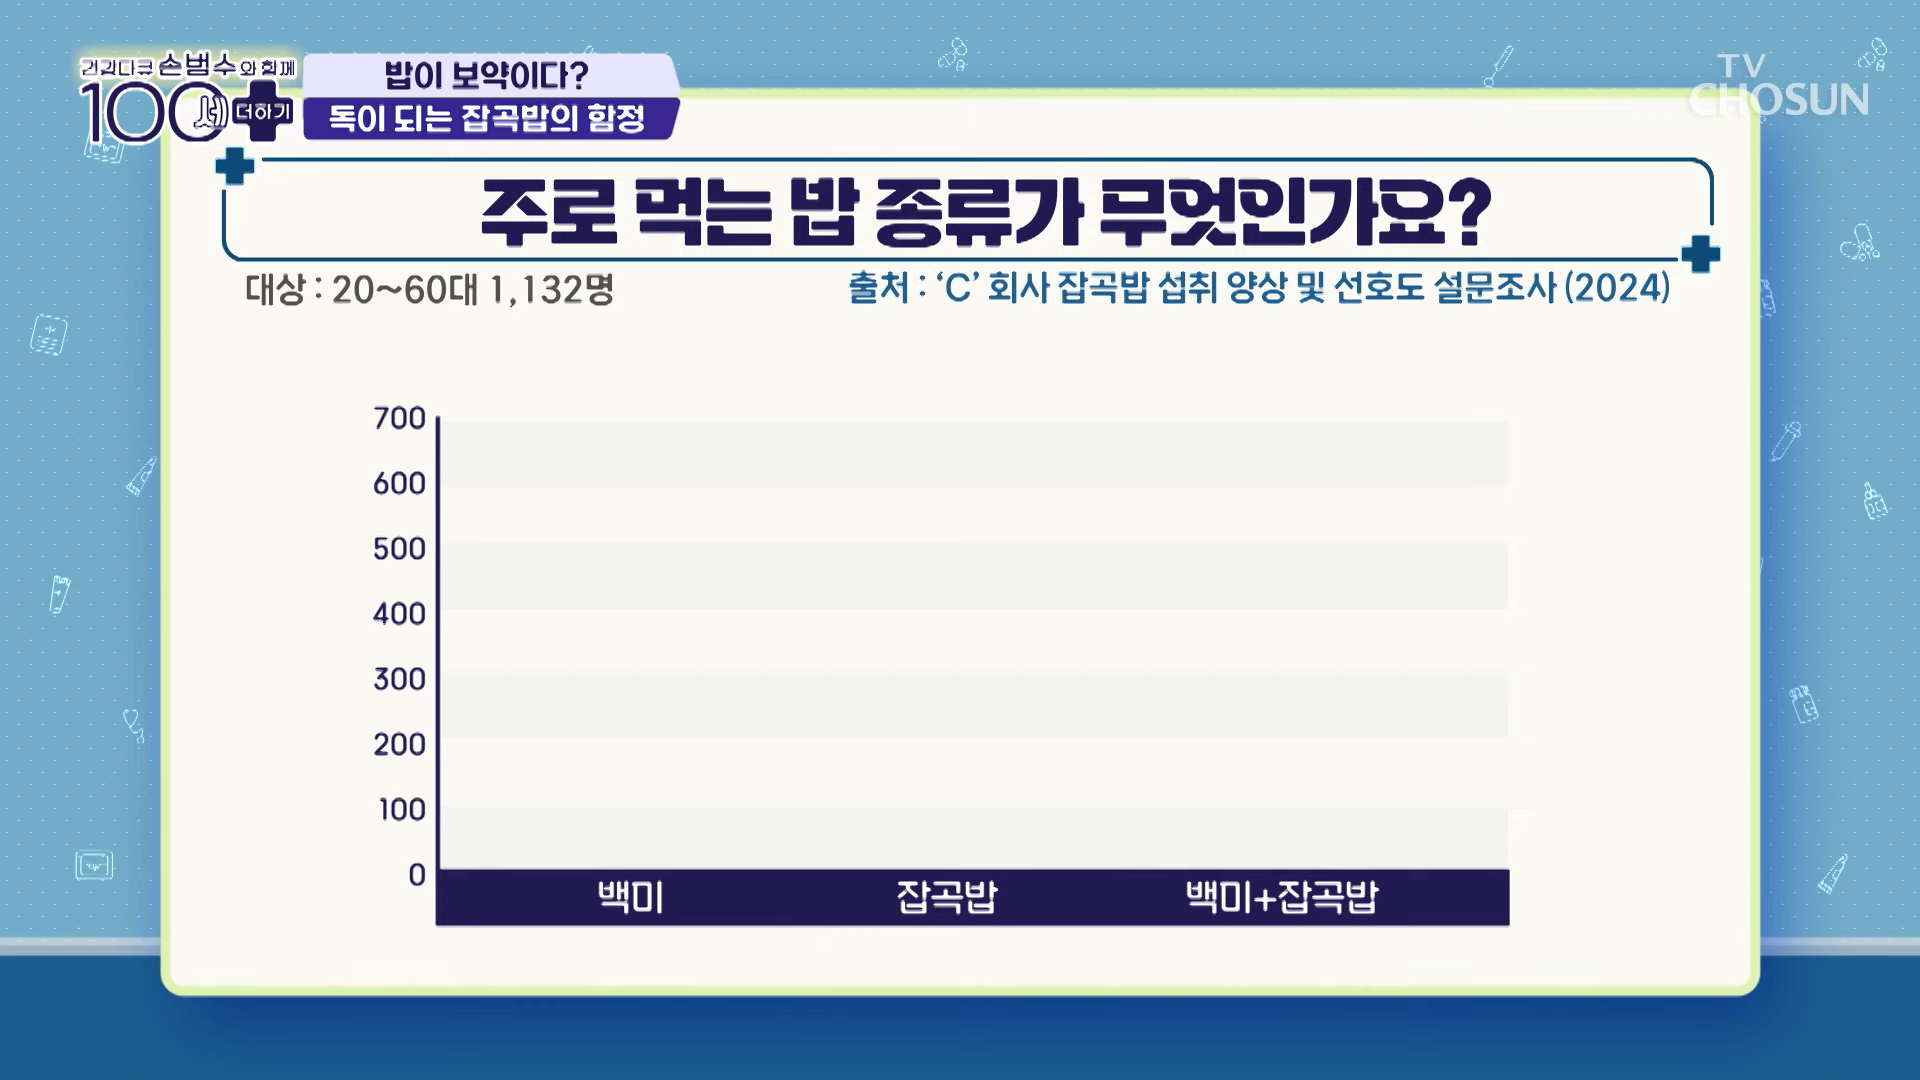 건강다큐 손범수와 함께
100세 더하기
밥이 보약이다?
독이 되는 잡곡밥의 함정
TV
CHOSUN
주로 먹는 밥 종류가 무엇인가요?
대상 : 20~60대 1,132명
출처 : ‘C’ 회사 잡곡밥 섭취 양상 및 선호도 설문조사 (2024)
700
600
500
400
300
200
100
0
백미 잡곡밥 백미+잡곡밥